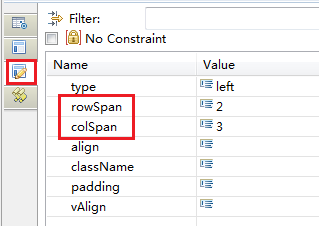 Filter:
No Constraint
Name Value
type left
rowSpan 2
colSpan 3
align
className
padding
vAlign